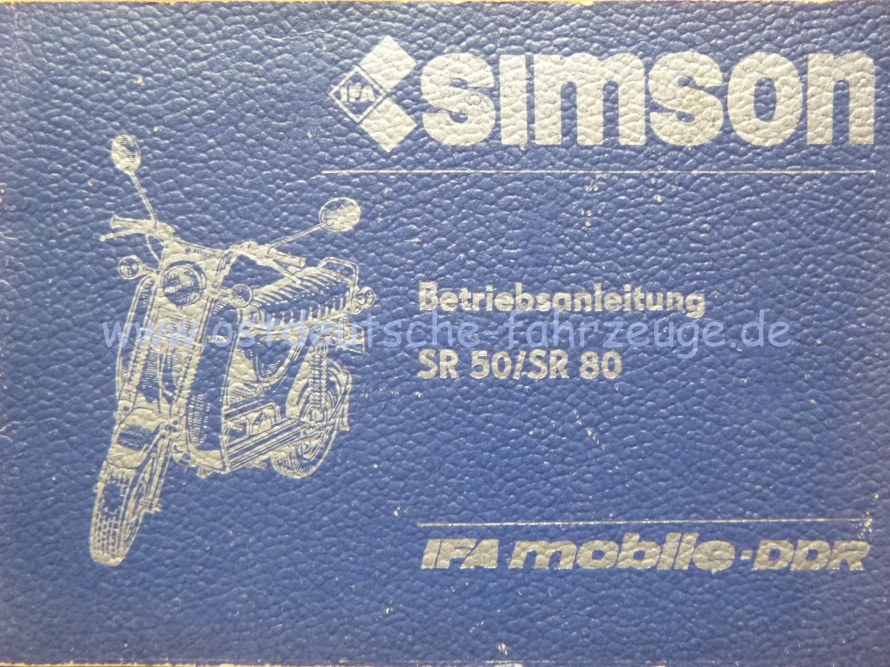 IFA
simson
Betriebsanleitung
www.ostdeutsche-fahrzeuge.de
SR 50/SR 80
IFA mobile-DDR